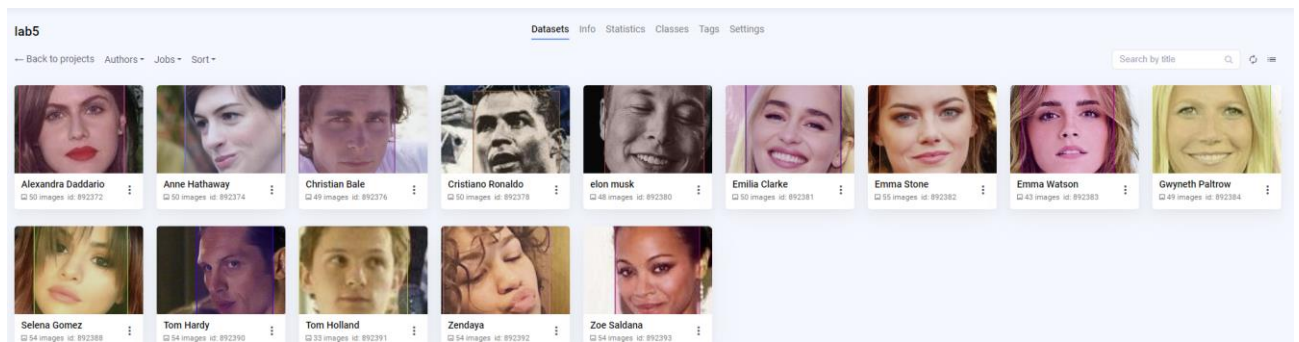 lab5
Datasets Info Statistics Classes Tags Settings
← Back to projects Authors Jobs Sort
Search by title
Alexandra Daddario Anne Hathaway Christian Bale Cristiano Ronaldo elon musk Emilia Clarke Emma Stone Emma Watson Gwyneth Paltrow
50 images id: 892372 50 images id: 892374 49 images id: 892376 50 images id: 892378 48 images id: 892380 50 images id: 892381 55 images id: 892382 43 images id: 892383 49 images id: 892384
Selena Gomez Tom Hardy Tom Holland Zendaya Zoe Saldana
54 images id: 892388 54 images id: 892390 33 images id: 892391 54 images id: 892392 54 images id: 892393